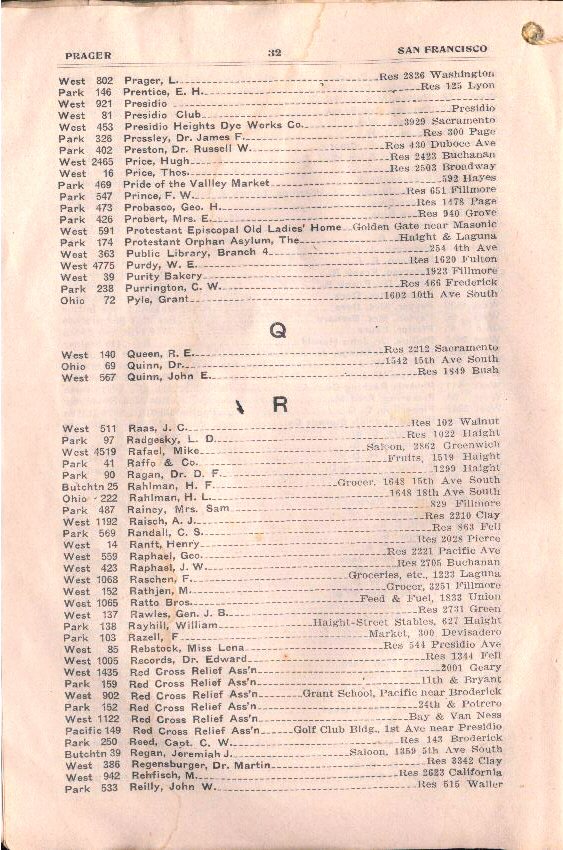 PRAGER 32 SAN FRANCISCO
West 802 Prager, L. Res 2836 Washington
Park 146 Prentice, E. H. Res 125 Lyon
West 921 Presidio
West 81 Presidio Club Presidio
West 453 Presidio Heights Dye Works Co. 3929 Sacramento
Park 326 Pressley, Dr. James F. Res 300 Page
Park 402 Preston, Dr. Russell W. Res 430 Duboce Ave
West 2465 Price, Hugh Res 2423 Buchanan
West 16 Price, Thos. Res 2503 Broadway
Park 469 Pride of the Vallley Market 592 Hayes
Park 547 Prince, F. W. Res 651 Fillmore
Park 473 Probasco, Geo. H. Res 1478 Page
Park 426 Probert, Mrs. E. Res 940 Grove
West 591 Protestant Episcopal Old Ladies' Home Golden Gate near Masonic
Park 174 Protestant Orphan Asylum, The Haight & Laguna
West 363 Public Library, Branch 4 254 4th Ave
West 4775 Purdy, W. E. Res 1620 Fulton
West 39 Purity Bakery 1923 Fillmore
Park 238 Purrington, C. W. Res 466 Frederick
Ohio 72 Pyle, Grant 1602 10th Ave South
Q
West 140 Queen, R. E. Res 2212 Sacramento
Ohio 69 Quinn, Dr. 1542 15th Ave South
West 567 Quinn, John E. Res 1849 Bush
R
West 511 Raas, J. C. Res 102 Walnut
Park 97 Radgesky, L. D. Res 1022 Haight
West 4519 Rafael, Mike Saloon, 2862 Greenwich
Park 41 Raffo & Co. Fruits, 1519 Haight
Park 90 Ragan, Dr. D. F. 1299 Haight
Butchtn 25 Rahlman, H. F. Grocer, 1648 15th Ave South
Ohio 222 Rahlman, H. L. 1648 18th Ave South
Park 487 Rainey, Mrs. Sam 829 Fillmore
West 1192 Raisch, A. J. Res 2210 Clay
Park 569 Randall, C. S. Res 863 Fell
West 14 Ranft, Henry Res 2028 Pierce
West 559 Raphael, Geo. Res 2221 Pacific Ave
West 423 Raphael, J. W. Res 2705 Buchanan
West 1068 Raschen, F. Groceries, etc., 1223 Laguna
West 152 Rathjen, M. Grocer, 3251 Fillmore
West 1065 Ratto Bros. Feed & Fuel, 1833 Union
West 137 Rawles, Gen. J. B. Res 2731 Green
Park 138 Rayhill, William Haight-Street Stables, 627 Haight
Park 103 Razell, F Market, 300 Devisadero
West 85 Rebstock, Miss Lena Res 544 Presidio Ave
West 1005 Records, Dr. Edward Res 1344 Fell
West 1435 Red Cross Relief Ass'n 2001 Geary
Park 159 Red Cross Relief Ass'n 11th & Bryant
West 902 Red Cross Relief Ass'n Grant School, Pacific near Broderick
Park 152 Red Cross Relief Ass'n 24th & Potrero
West 1122 Red Cross Relief Ass'n Bay & Van Ness
Pacific 149 Red Cross Relief Ass'n Golf Club Bldg., 1st Ave near Presidio
Park 250 Reed, Capt. C. W. Res 143 Broderick
Butchtn 39 Regan, Jeremiah J. Saloon, 1359 5th Ave South
West 386 Regensburger, Dr. Martin Res 3342 Clay
West 942 Rehfisch, M. Res 2623 California
Park 533 Reilly, John W. Res 515 Waller